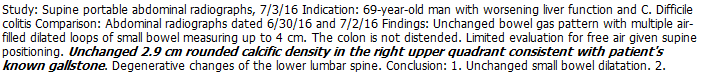 Study: Supine portable abdominal radiographs, 7/3/16 Indication: 69-year-old man with worsening liver function and C. Difficile
colitis Comparison: Abdominal radiographs dated 6/30/16 and 7/2/16 Findings: Unchanged bowel gas pattern with multiple air-
filled dilated loops of small bowel measuring up to 4 cm. The colon is not distended. Limited evaluation for free air given supine
positioning. Unchanged 2.9 cm rounded calcific density in the right upper quadrant consistent with patient's
known gallstone. Degenerative changes of the lower lumbar spine. Conclusion: 1. Unchanged small bowel dilatation. 2.